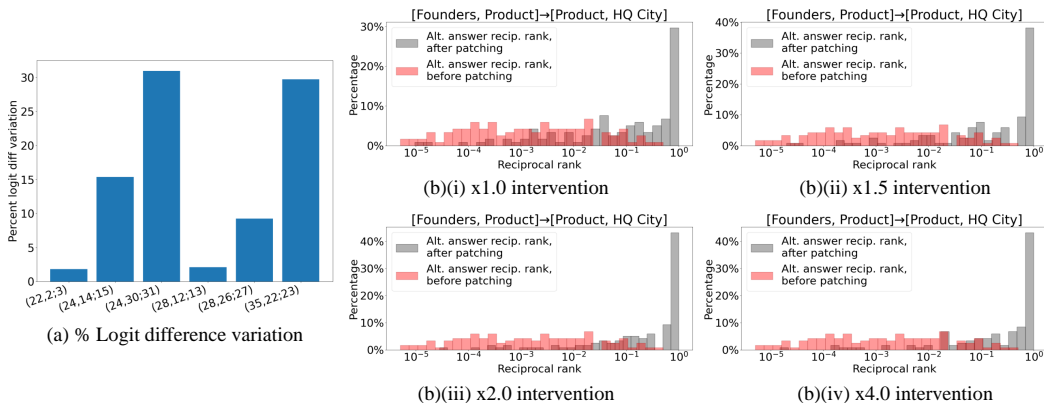 Percent logit diff variation
30
25
20
15
10
5
0
(22,2;3)
(24,14;15)
(24,30;31)
(28,12;13)
(28,26;27)
(35,22;23)
(a) % Logit difference variation
[Founders, Product]→[Product, HQ City]
Alt. answer recip. rank,
after patching
Alt. answer recip. rank,
before patching
Percentage
30%
20%
10%
0%
10⁻⁵ 10⁻⁴ 10⁻³ 10⁻² 10⁻¹ 10⁰
Reciprocal rank
(b)(i) x1.0 intervention
[Founders, Product]→[Product, HQ City]
Alt. answer recip. rank,
after patching
Alt. answer recip. rank,
before patching
Percentage
40%
30%
20%
10%
0%
10⁻⁵ 10⁻⁴ 10⁻³ 10⁻² 10⁻¹ 10⁰
Reciprocal rank
(b)(ii) x1.5 intervention
[Founders, Product]→[Product, HQ City]
Alt. answer recip. rank,
after patching
Alt. answer recip. rank,
before patching
Percentage
40%
30%
20%
10%
0%
10⁻⁵ 10⁻⁴ 10⁻³ 10⁻² 10⁻¹ 10⁰
Reciprocal rank
(b)(iii) x2.0 intervention
[Founders, Product]→[Product, HQ City]
Alt. answer recip. rank,
after patching
Alt. answer recip. rank,
before patching
Percentage
40%
30%
20%
10%
0%
10⁻⁵ 10⁻⁴ 10⁻³ 10⁻² 10⁻¹ 10⁰
Reciprocal rank
(b)(iv) x4.0 intervention